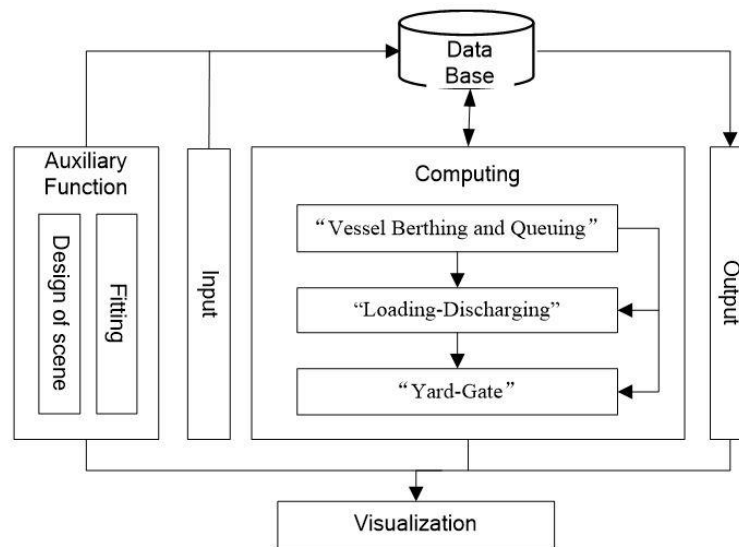 Data
Base
Auxiliary
Function
Design of scene
Fitting
Input
Computing
“Vessel Berthing and Queuing”
“Loading-Discharging”
“Yard-Gate”
Output
Visualization